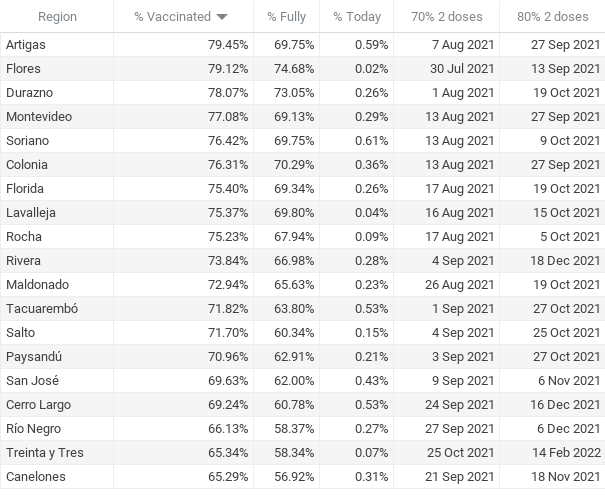 Region % Vaccinated % Fully % Today 70% 2 doses 80% 2 doses
Artigas 79.45% 69.75% 0.59% 7 Aug 2021 27 Sep 2021
Flores 79.12% 74.68% 0.02% 30 Jul 2021 13 Sep 2021
Durazno 78.07% 73.05% 0.26% 1 Aug 2021 19 Oct 2021
Montevideo 77.08% 69.13% 0.29% 13 Aug 2021 27 Sep 2021
Soriano 76.42% 69.75% 0.61% 13 Aug 2021 9 Oct 2021
Colonia 76.31% 70.29% 0.36% 13 Aug 2021 27 Sep 2021
Florida 75.40% 69.34% 0.26% 17 Aug 2021 19 Oct 2021
Lavalleja 75.37% 69.80% 0.04% 16 Aug 2021 15 Oct 2021
Rocha 75.23% 67.94% 0.09% 17 Aug 2021 5 Oct 2021
Rivera 73.84% 66.98% 0.28% 4 Sep 2021 18 Dec 2021
Maldonado 72.94% 65.63% 0.23% 26 Aug 2021 19 Oct 2021
Tacuarembó 71.82% 63.80% 0.53% 1 Sep 2021 27 Oct 2021
Salto 71.70% 60.34% 0.15% 4 Sep 2021 25 Oct 2021
Paysandú 70.96% 62.91% 0.21% 3 Sep 2021 27 Oct 2021
San José 69.63% 62.00% 0.43% 9 Sep 2021 6 Nov 2021
Cerro Largo 69.24% 60.78% 0.53% 24 Sep 2021 16 Dec 2021
Río Negro 66.13% 58.37% 0.27% 27 Sep 2021 6 Dec 2021
Treinta y Tres 65.34% 58.34% 0.07% 25 Oct 2021 14 Feb 2022
Canelones 65.29% 56.92% 0.31% 21 Sep 2021 18 Nov 2021